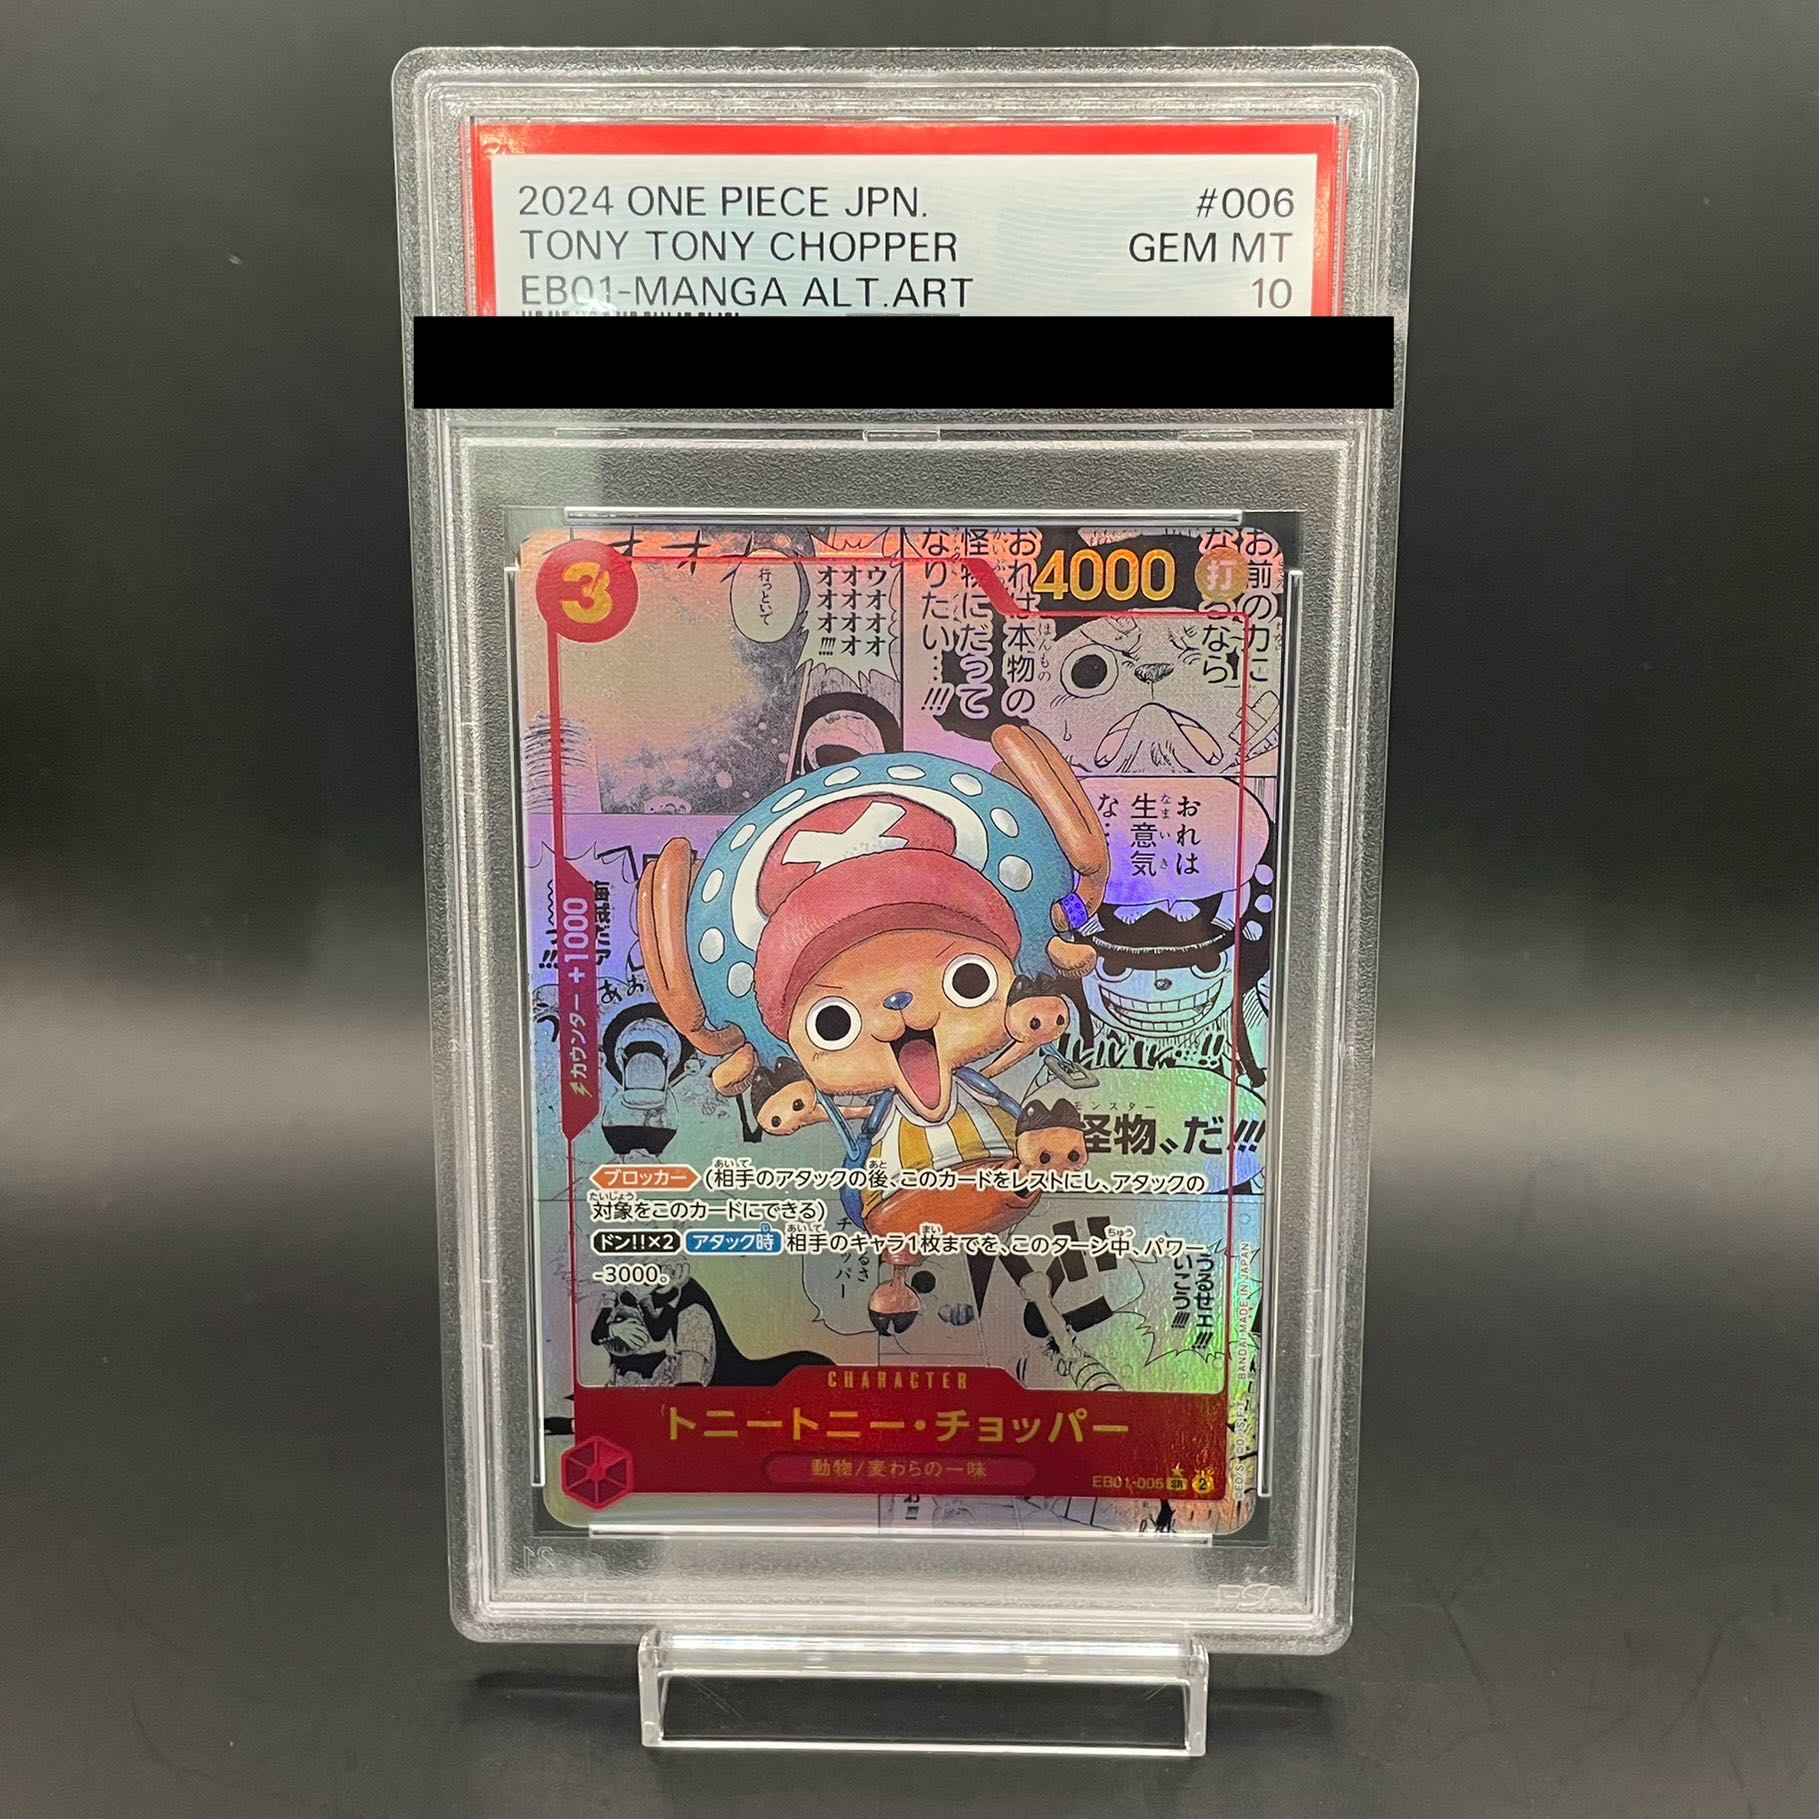 2024 ONE PIECE JPN. #006
TONY TONY CHOPPER GEM MT
EB01-MANGA ALT.ART 10
3
4000
打
オオオ
行っといて
ウオオオ
オオオオ
オオオ!!!!
おれは本物の
怪物にだって
なりたい…!!!
お前の力に
おれは
生意気
な…
モンスター
怪物〟だ!!!
カウンター +1000
ブロッカー (相手のアタックの後、このカードをレストにし、アタックの
対象をこのカードにできる)
ドン!!×2 アタック時 相手のキャラ1枚までを、このターン中、パワー
-3000。
うるせェ!!!
いこう!!!!
CHARACTER
トニートニー・チョッパー
動物/麦わらの一味
EB01-006 SR 2
BANDAI MADE IN JAPAN
PSA